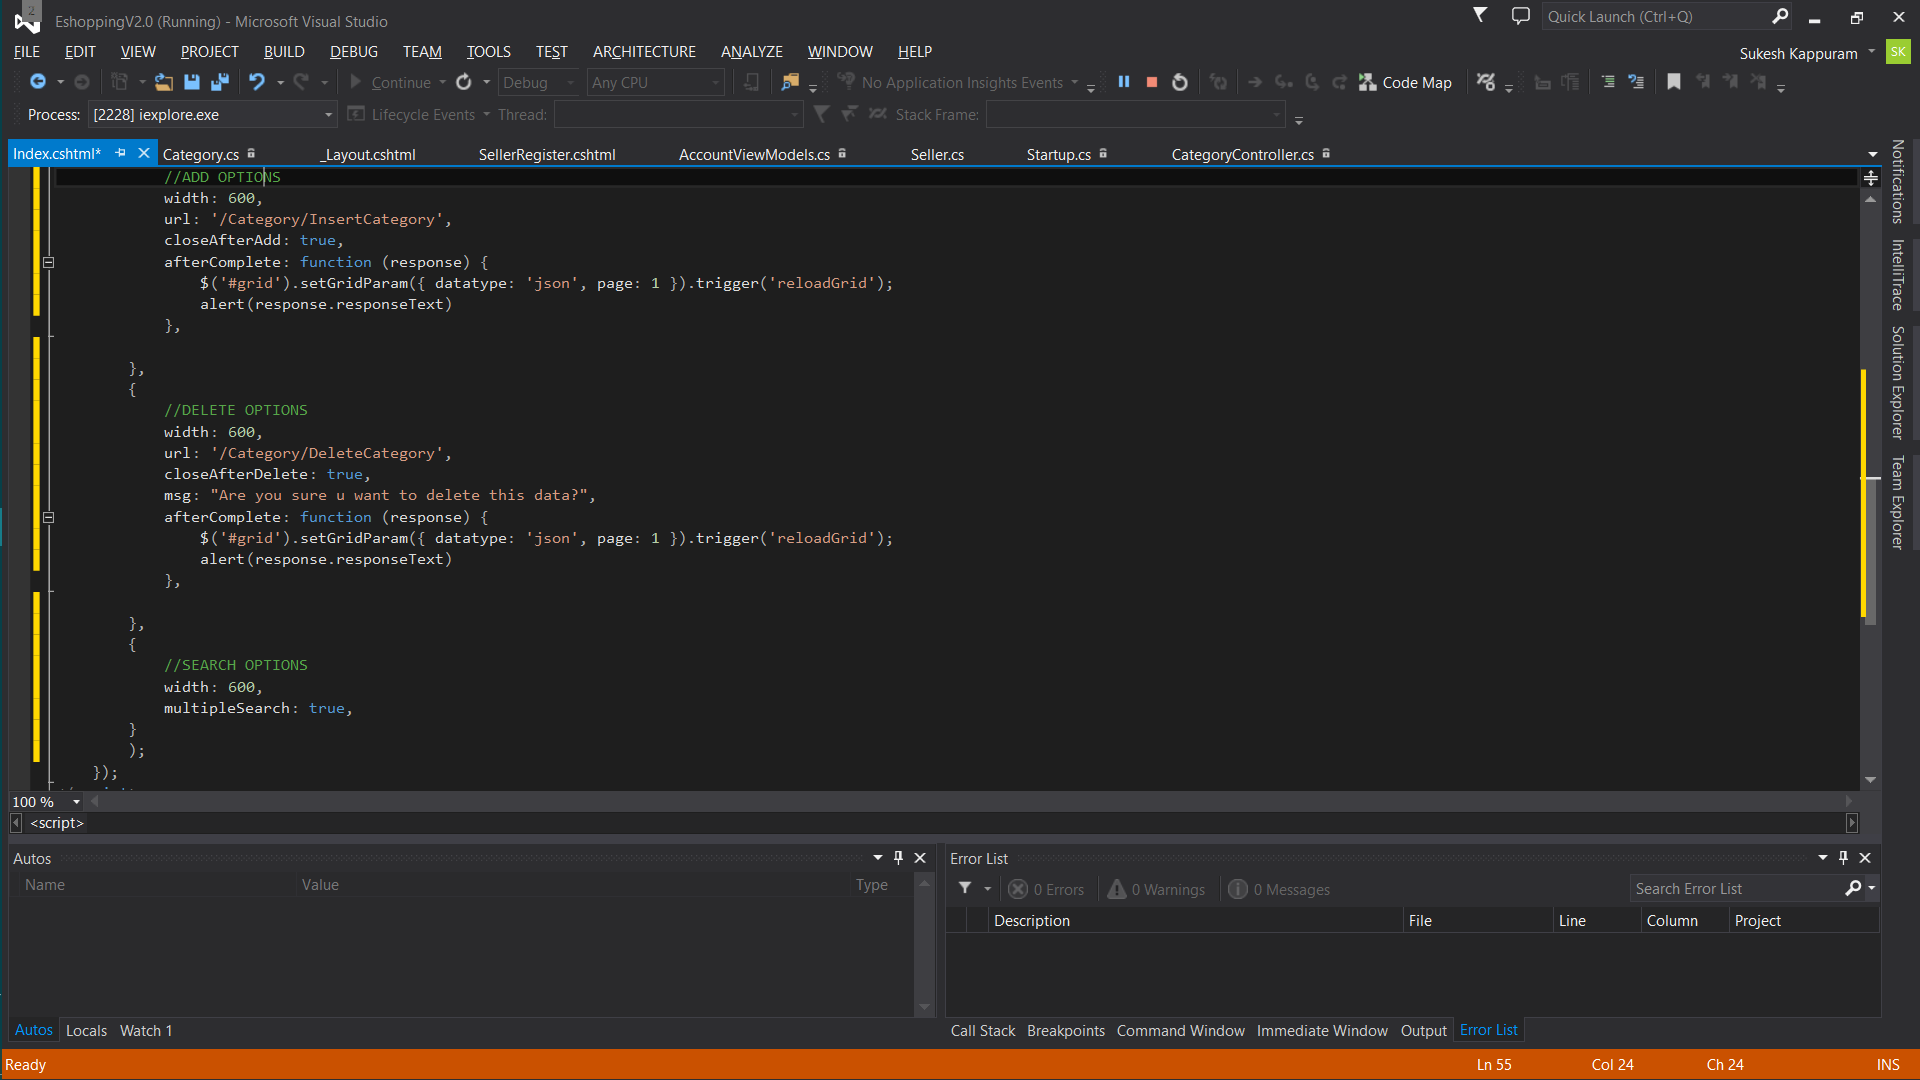 2
EshoppingV2.0 (Running) - Microsoft Visual Studio
Quick Launch (Ctrl+Q)
FILE EDIT VIEW PROJECT BUILD DEBUG TEAM TOOLS TEST ARCHITECTURE ANALYZE WINDOW HELP
Sukesh Kappuram SK
Continue Debug Any CPU No Application Insights Events Code Map
Process: [2228] iexplore.exe Lifecycle Events Thread: Stack Frame:
Index.cshtml* Category.cs _Layout.cshtml SellerRegister.cshtml AccountViewModels.cs Seller.cs Startup.cs CategoryController.cs
//ADD OPTIONS
width: 600,
url: '/Category/InsertCategory',
closeAfterAdd: true,
afterComplete: function (response) {
$('#grid').setGridParam({ datatype: 'json', page: 1 }).trigger('reloadGrid');
alert(response.responseText)
},
},
{
//DELETE OPTIONS
width: 600,
url: '/Category/DeleteCategory',
closeAfterDelete: true,
msg: "Are you sure u want to delete this data?",
afterComplete: function (response) {
$('#grid').setGridParam({ datatype: 'json', page: 1 }).trigger('reloadGrid');
alert(response.responseText)
},
},
{
//SEARCH OPTIONS
width: 600,
multipleSearch: true,
}
);
});
100 %
<script>
Notifications
IntelliTrace
Solution Explorer
Team Explorer
Autos
Name Value Type
Autos Locals Watch 1
Error List
0 Errors 0 Warnings 0 Messages Search Error List
Description File Line Column Project
Call Stack Breakpoints Command Window Immediate Window Output Error List
Ready Ln 55 Col 24 Ch 24 INS